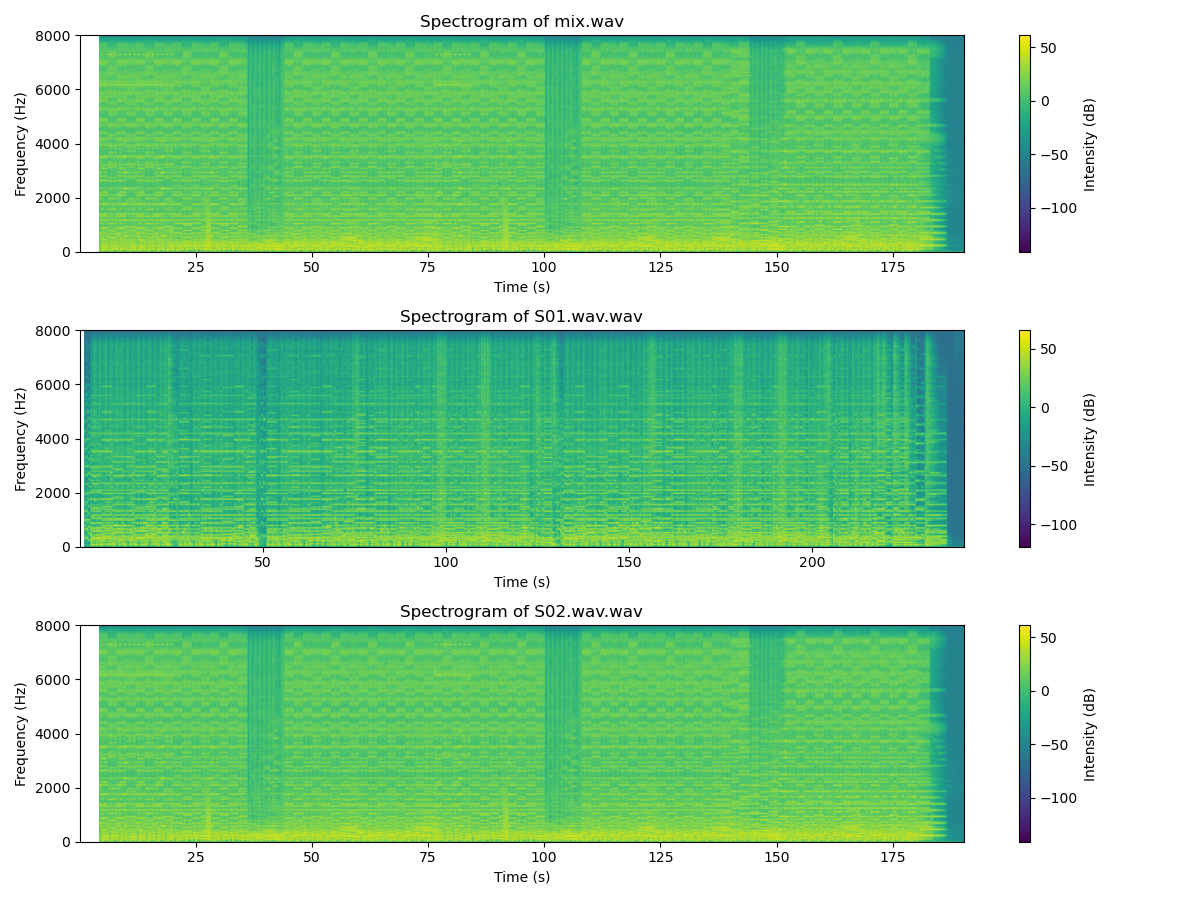 Spectrogram of mix.wav
8000
6000
4000
2000
0
Frequency (Hz)
25 50 75 100 125 150 175
Time (s)
50
0
−50
−100
Intensity (dB)
Spectrogram of S01.wav.wav
8000
6000
4000
2000
0
Frequency (Hz)
50 100 150 200
Time (s)
50
0
−50
−100
Intensity (dB)
Spectrogram of S02.wav.wav
8000
6000
4000
2000
0
Frequency (Hz)
25 50 75 100 125 150 175
Time (s)
50
0
−50
−100
Intensity (dB)